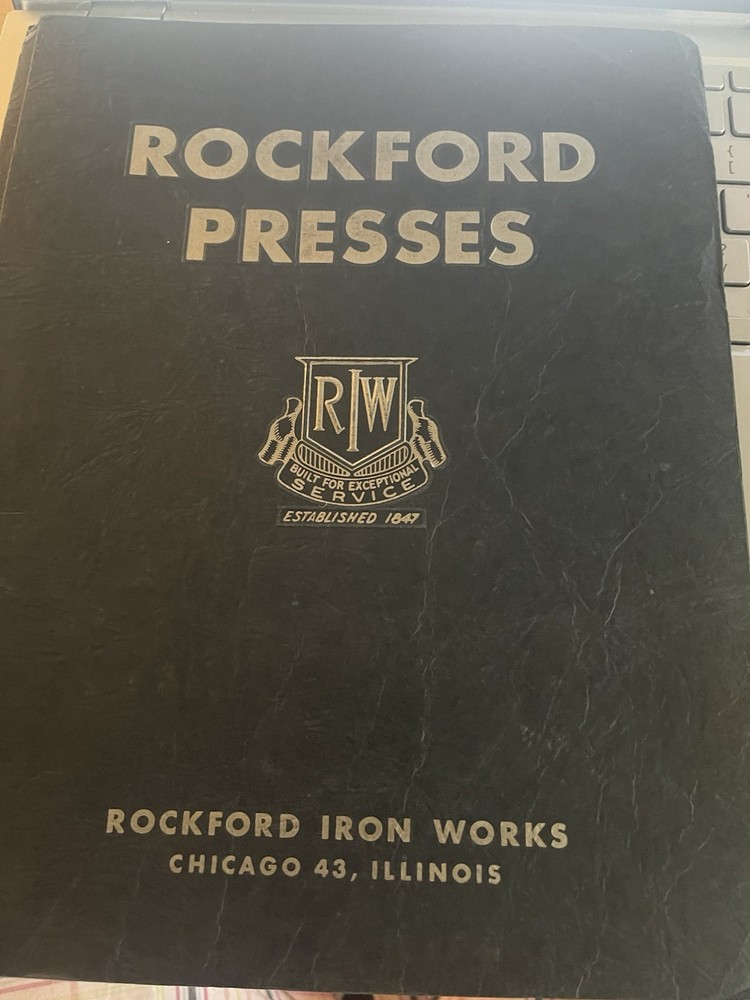 ROCKFORD
PRESSES
RIW
BUILT FOR EXCEPTIONAL
SERVICE
ESTABLISHED 1847
ROCKFORD IRON WORKS
CHICAGO 43, ILLINOIS